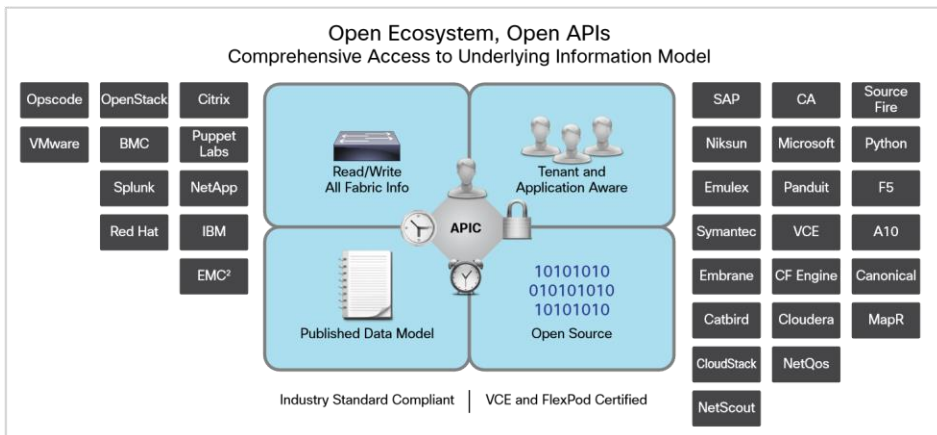 Open Ecosystem, Open APIs
Comprehensive Access to Underlying Information Model
Opscode
OpenStack
Citrix
VMware
BMC
Puppet
Labs
Splunk
NetApp
Red Hat
IBM
EMC²
Read/Write
All Fabric Info
Tenant and
Application Aware
APIC
Published Data Model
10101010
010101010
10101010
Open Source
Industry Standard Compliant
VCE and FlexPod Certified
SAP
CA
Source
Fire
Niksun
Microsoft
Python
Emulex
Panduit
F5
Symantec
VCE
A10
Embrane
CF Engine
Canonical
Catbird
Cloudera
MapR
CloudStack
NetQos
NetScout